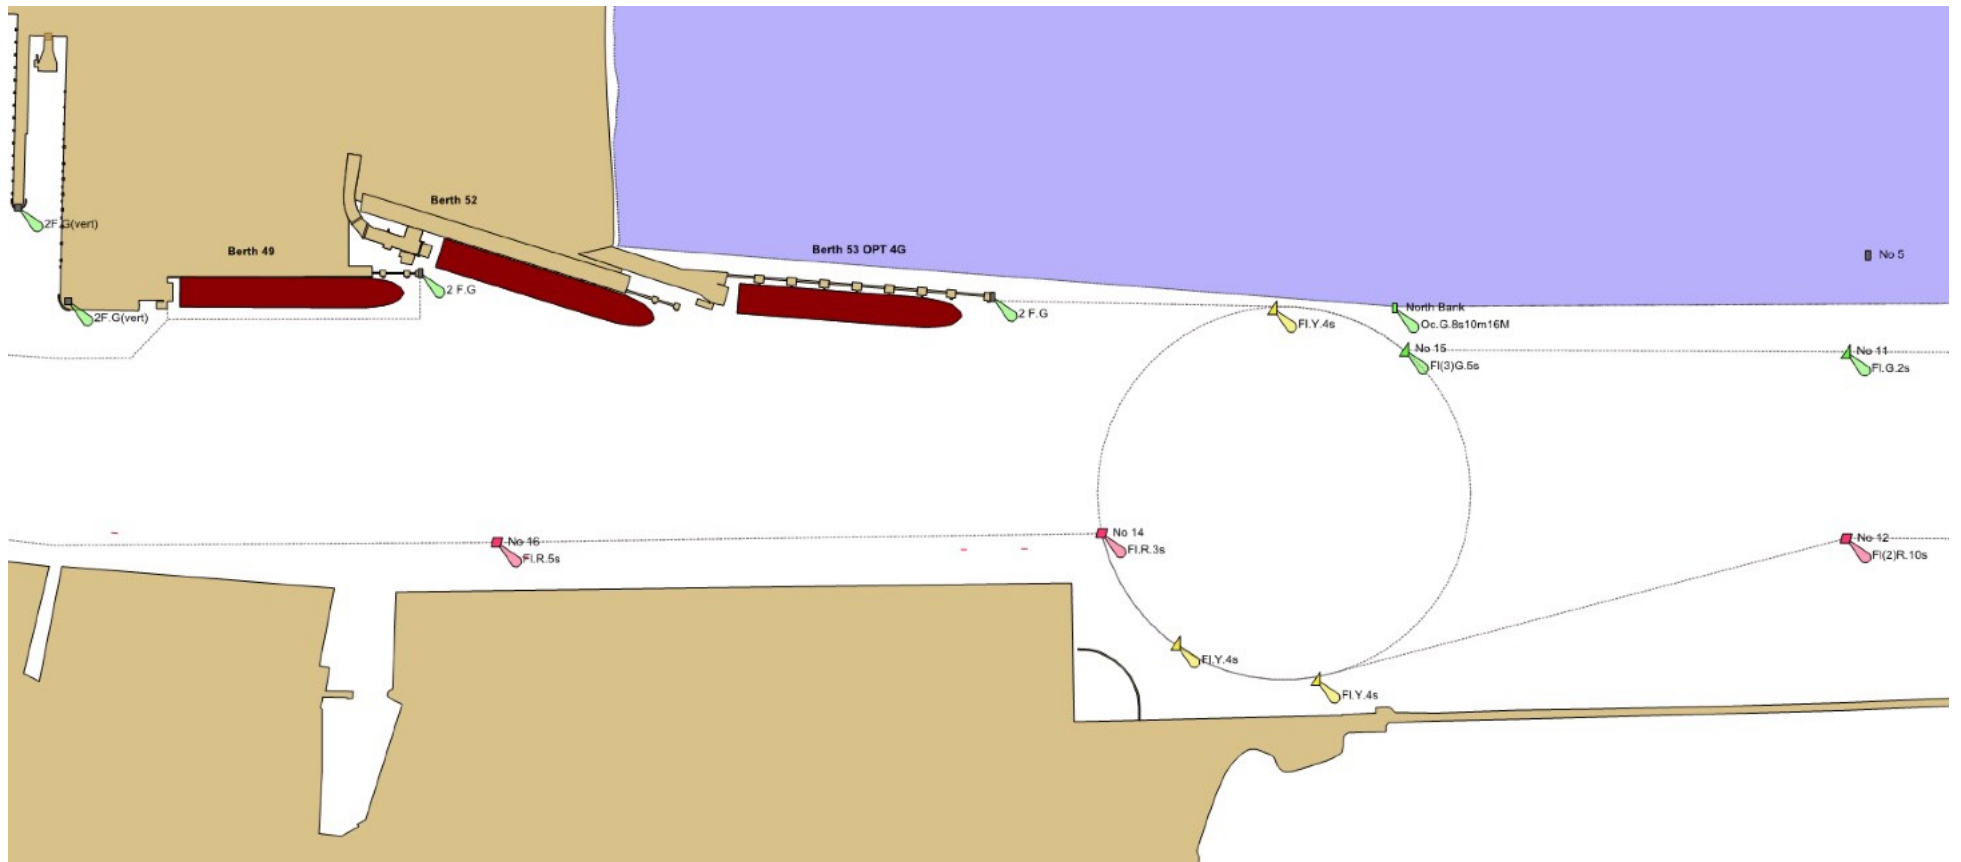 Berth 52
2F.G(vert)
Berth 49
Berth 53 OPT 4G
No 5
2 F.G
2F.G(vert)
2 F.G
North Bank
Oc.G.8s10m16M
Fl.Y.4s
No 15
Fl(3)G.5s
No 11
Fl.G.2s
No 16
Fl.R.5s
No 14
Fl.R.3s
No 12
Fl(2)R.10s
Fl.Y.4s
Fl.Y.4s